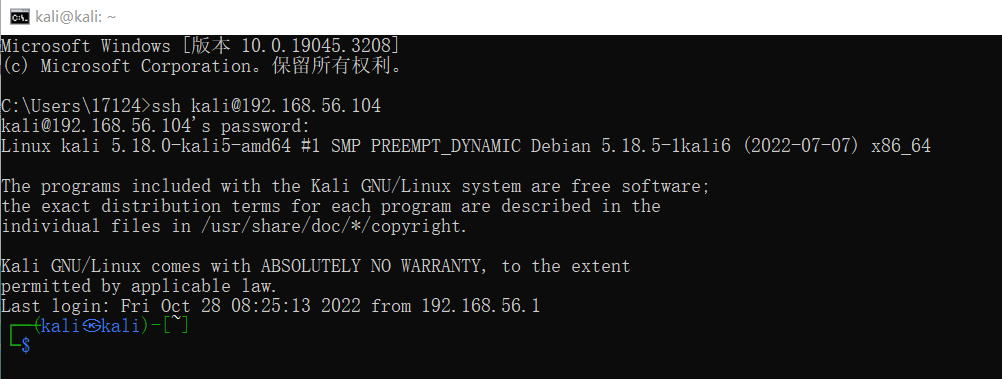 kali@kali: ~
Microsoft Windows [版本 10.0.19045.3208]
(c) Microsoft Corporation。保留所有权利。
C:\Users\17124>ssh kali@192.168.56.104
kali@192.168.56.104's password:
Linux kali 5.18.0-kali5-amd64 #1 SMP PREEMPT_DYNAMIC Debian 5.18.5-1kali6 (2022-07-07) x86_64
The programs included with the Kali GNU/Linux system are free software;
the exact distribution terms for each program are described in the
individual files in /usr/share/doc/*/copyright.
Kali GNU/Linux comes with ABSOLUTELY NO WARRANTY, to the extent
permitted by applicable law.
Last login: Fri Oct 28 08:25:13 2022 from 192.168.56.1
┌──(kali㉿kali)-[~]
└─$